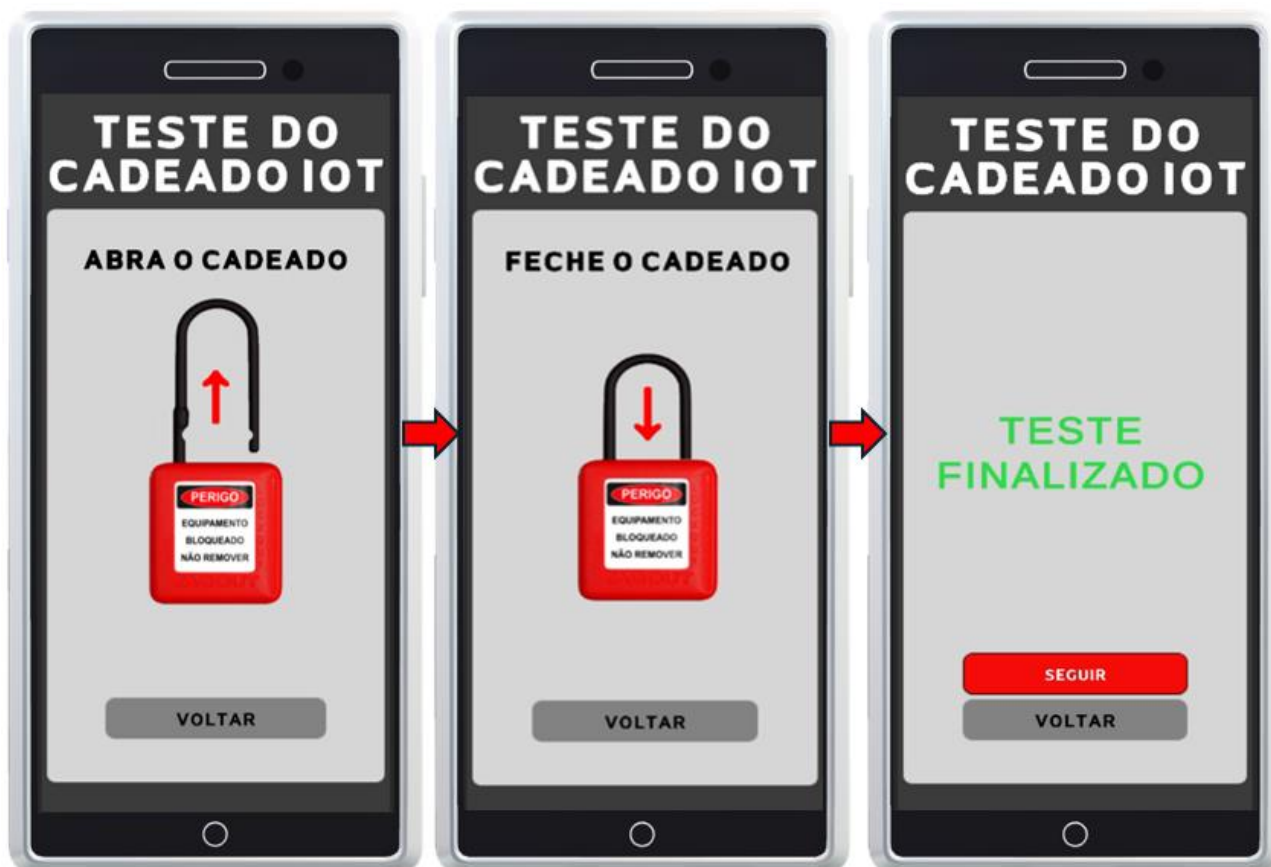 TESTE DO
CADEADO IOT
ABRA O CADEADO
PERIGO
EQUIPAMENTO
BLOQUEADO
NÃO REMOVER
VOLTAR
TESTE DO
CADEADO IOT
FECHE O CADEADO
PERIGO
EQUIPAMENTO
BLOQUEADO
NÃO REMOVER
VOLTAR
TESTE DO
CADEADO IOT
TESTE
FINALIZADO
SEGUIR
VOLTAR